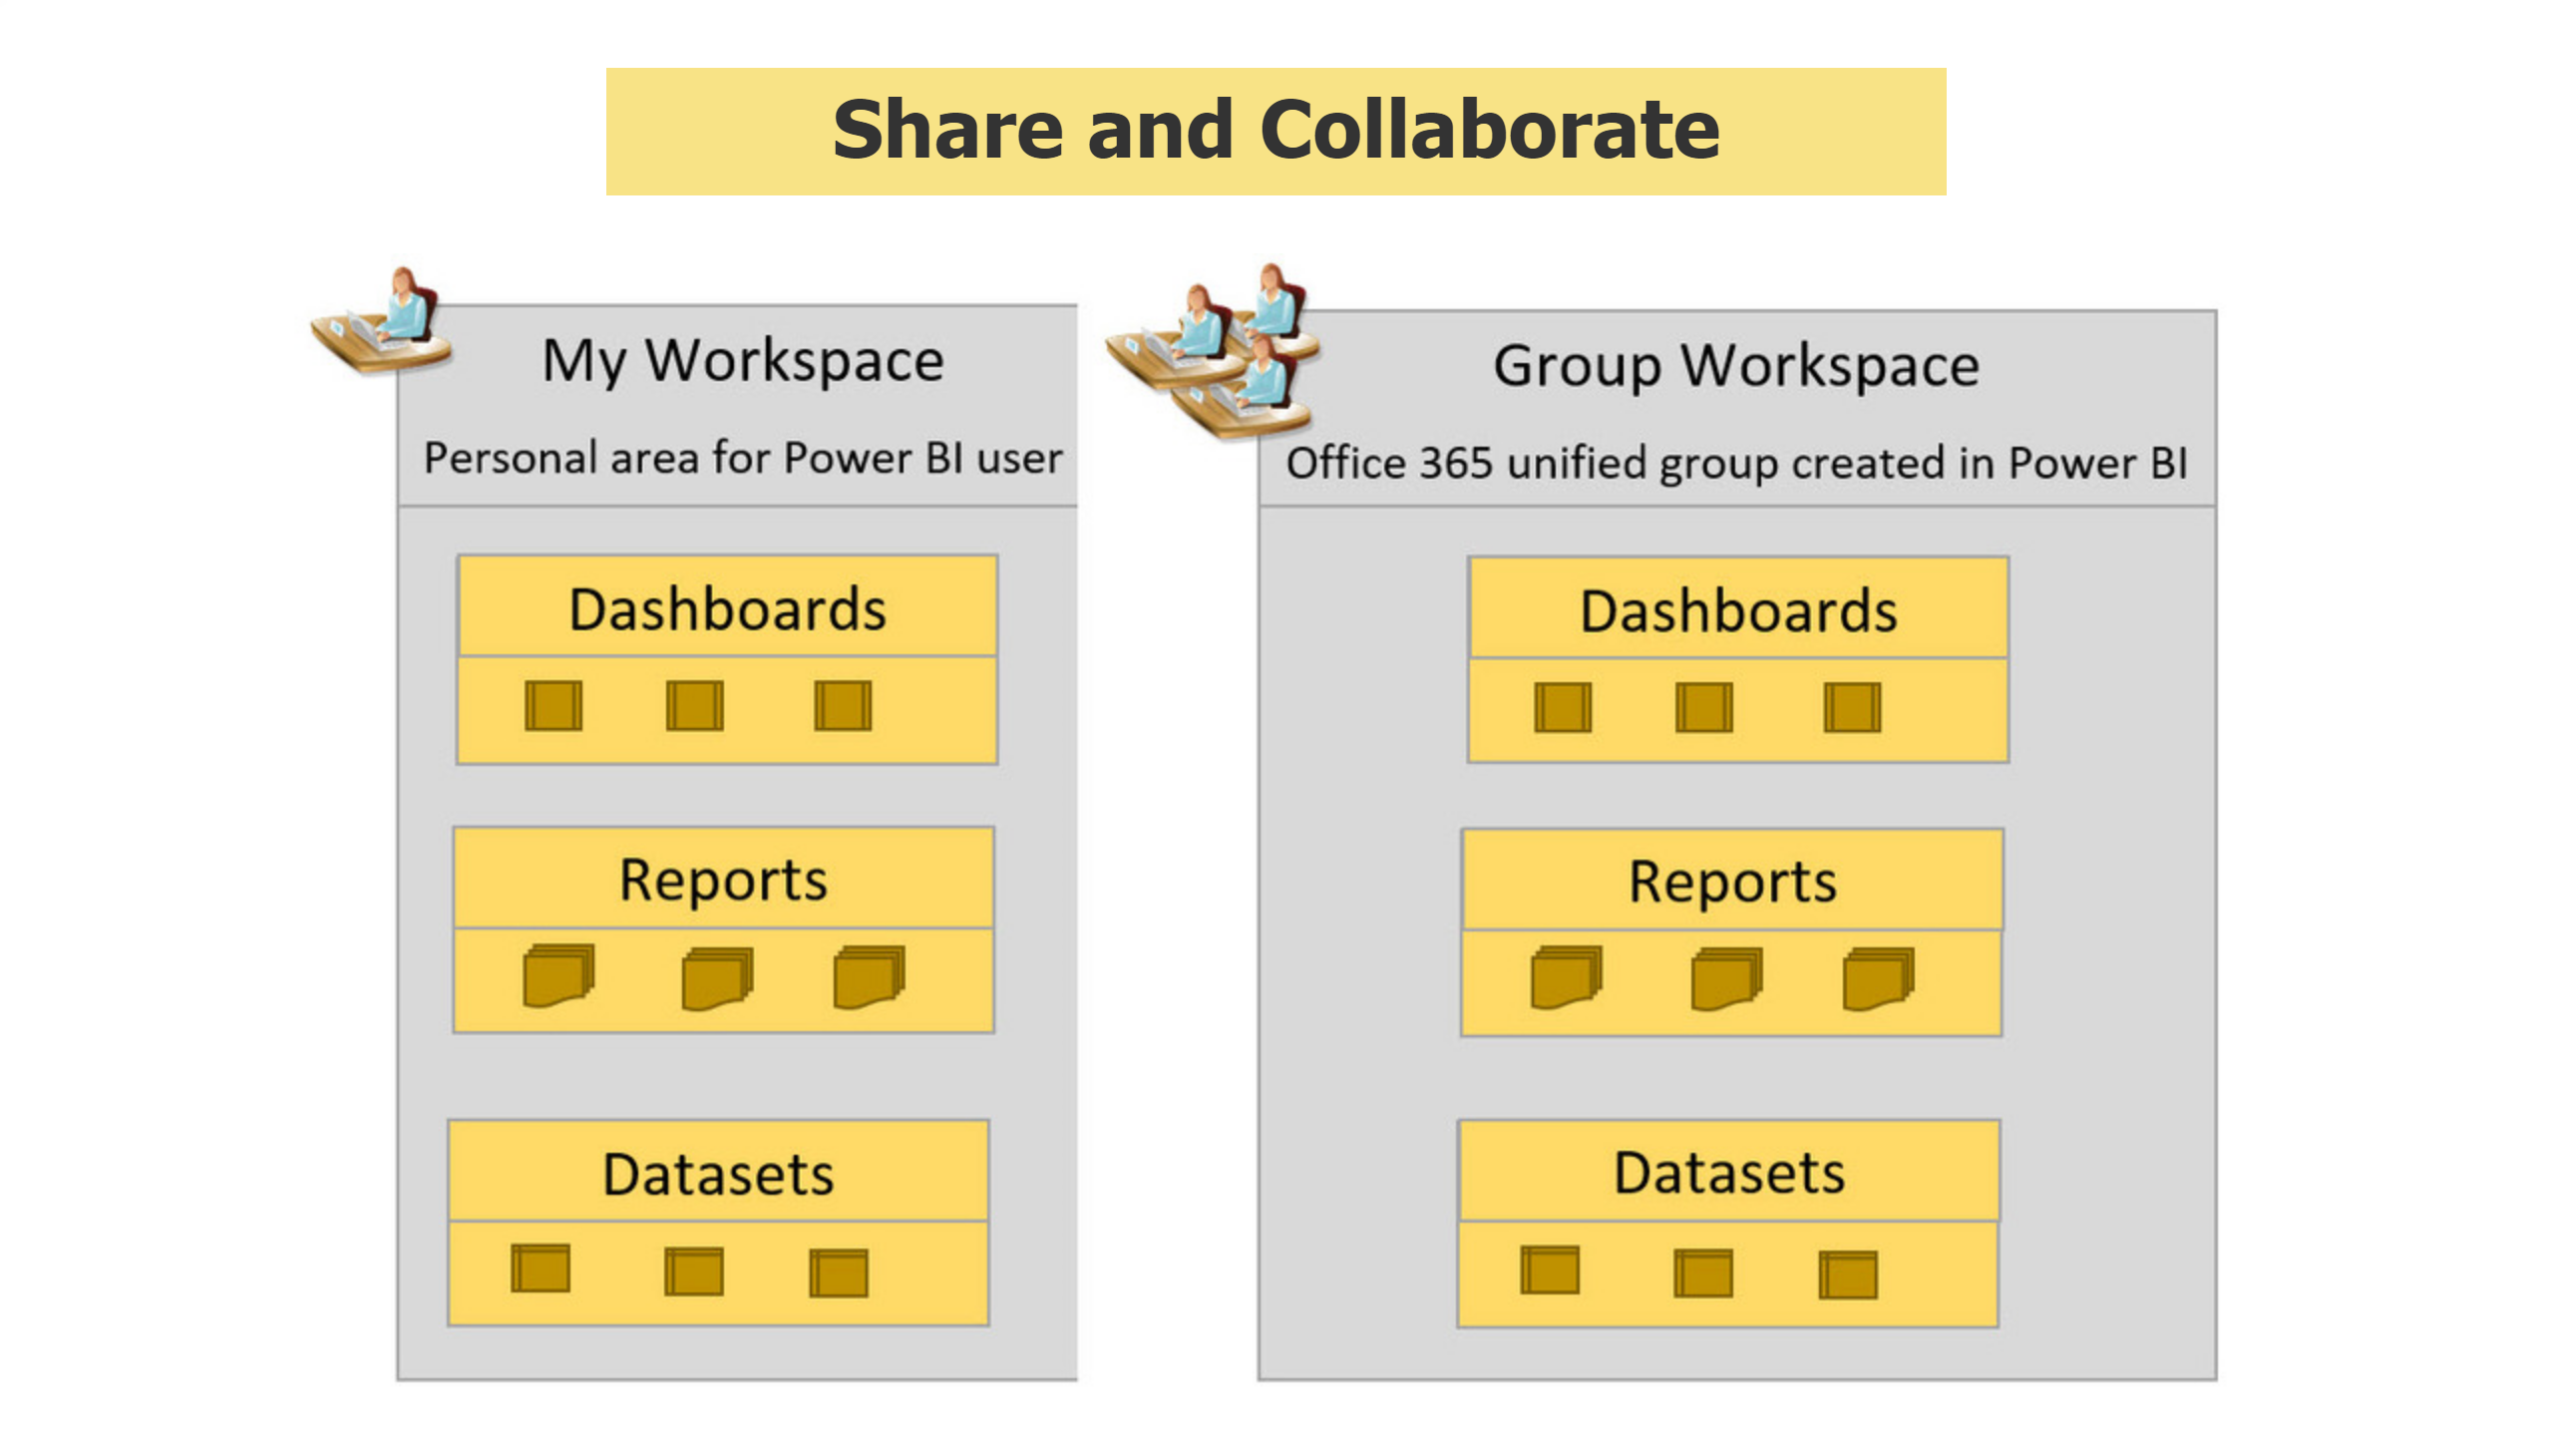 Share and Collaborate
My Workspace
Personal area for Power BI user
Dashboards
Reports
Datasets
Group Workspace
Office 365 unified group created in Power BI
Dashboards
Reports
Datasets